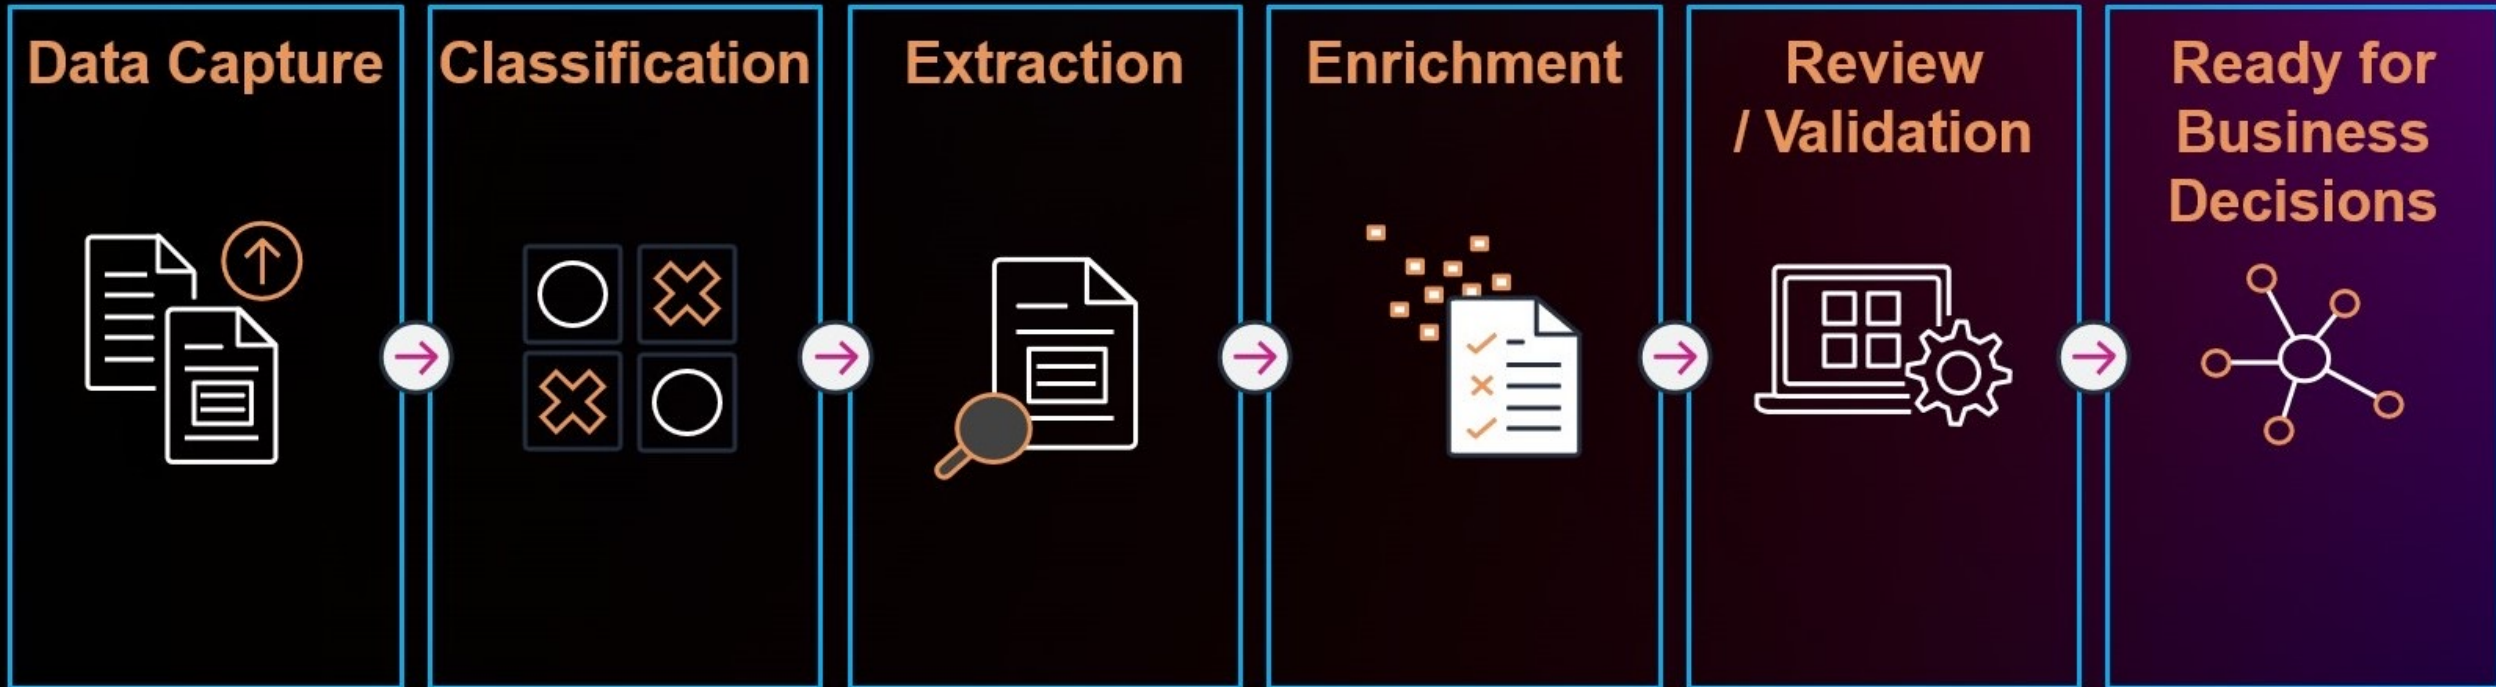 Data Capture
Classification
Extraction
Enrichment
Review
/ Validation
Ready for
Business
Decisions